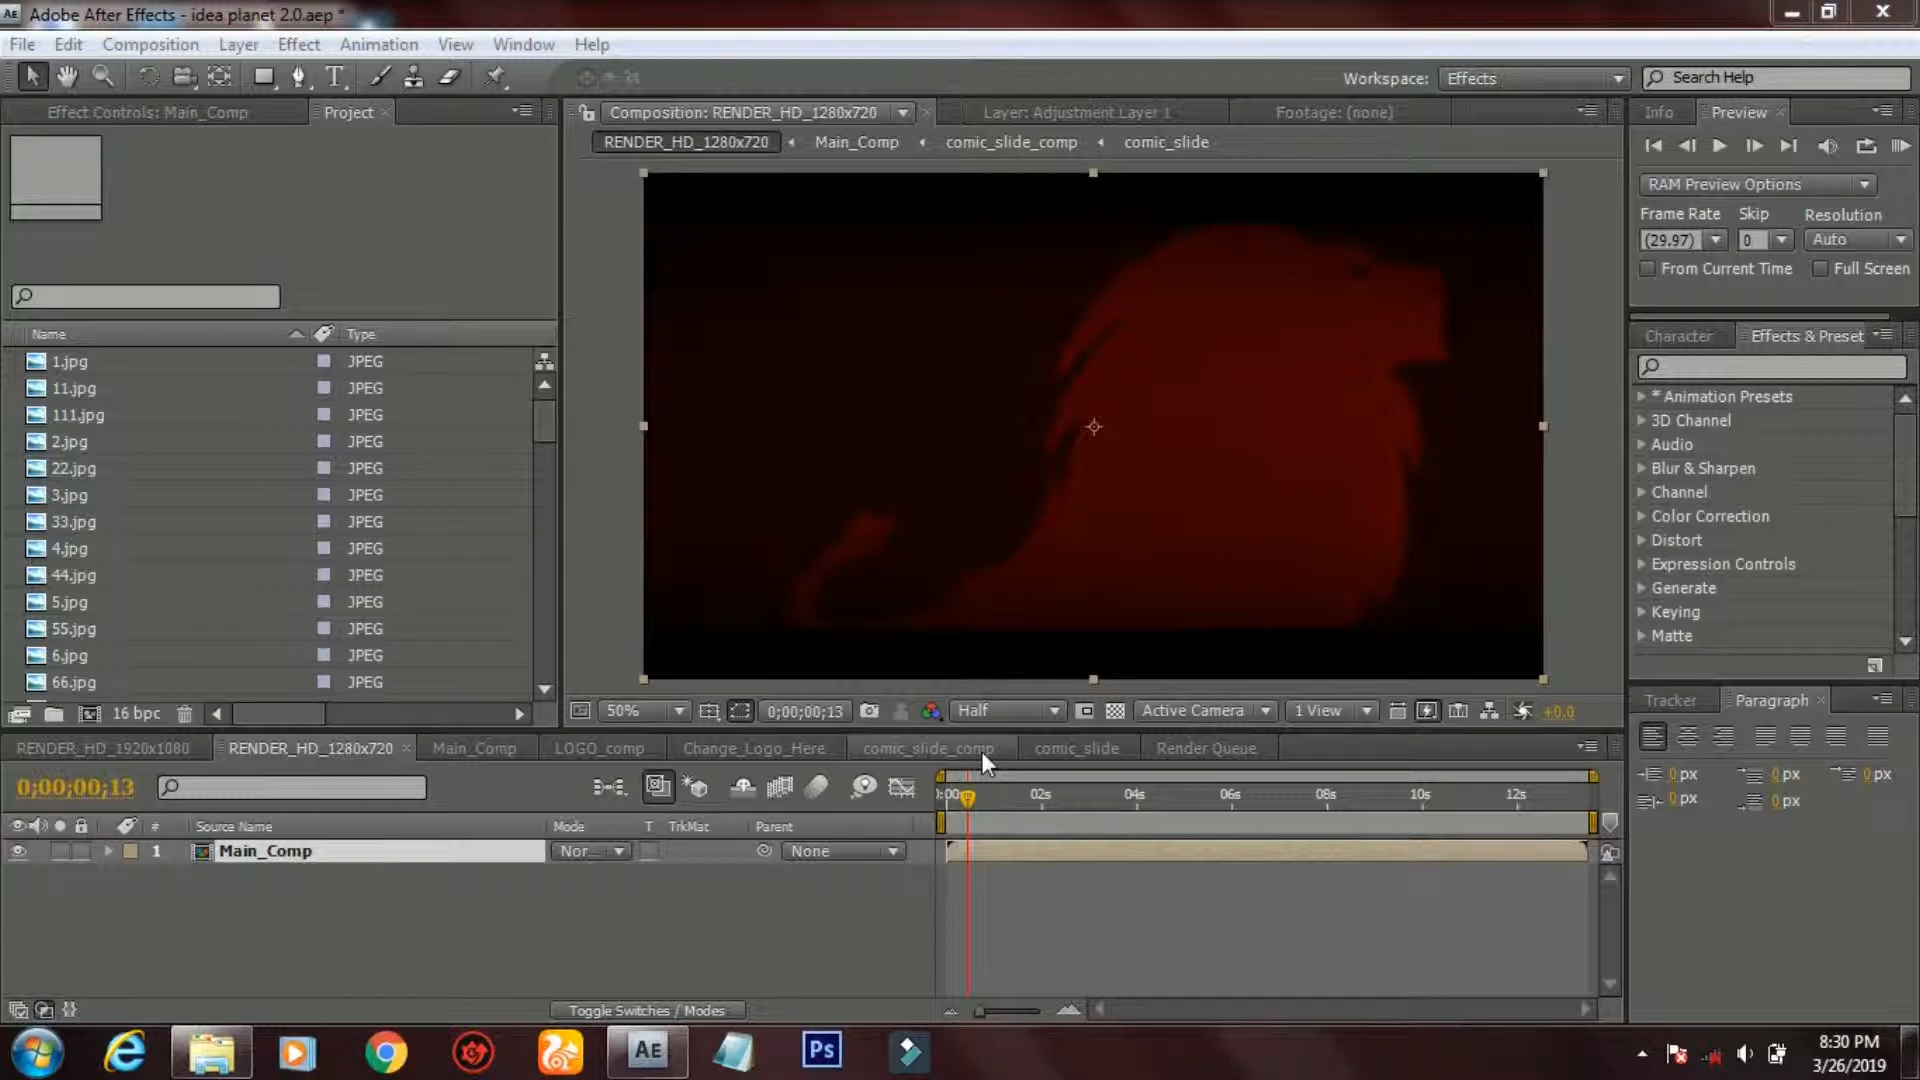 Adobe After Effects - idea planet 2.0.aep *
File Edit Composition Layer Effect Animation View Window Help
Workspace: Effects Search Help
Effect Controls: Main_Comp Project
Composition: RENDER_HD_1280x720 Layer: Adjustment Layer 1 Footage: (none)
Info Preview
RENDER_HD_1280x720 Main_Comp comic_slide_comp comic_slide
RAM Preview Options
Frame Rate Skip Resolution
(29.97) 0 Auto
From Current Time Full Screen
Name Type
1.jpg JPEG
11.jpg JPEG
111.jpg JPEG
2.jpg JPEG
22.jpg JPEG
3.jpg JPEG
33.jpg JPEG
4.jpg JPEG
44.jpg JPEG
5.jpg JPEG
55.jpg JPEG
6.jpg JPEG
66.jpg JPEG
Character Effects & Preset
* Animation Presets
3D Channel
Audio
Blur & Sharpen
Channel
Color Correction
Distort
Expression Controls
Generate
Keying
Matte
16 bpc
50% 0;00;00;13 Half Active Camera 1 View +0.0
Tracker Paragraph
RENDER_HD_1920x1080 RENDER_HD_1280x720 Main_Comp LOGO_comp Change_Logo_Here comic_slide_comp comic_slide Render Queue
0;00;00;13
02s 04s 06s 08s 10s 12s
0 px 0 px 0 px
0 px 0 px
# Source Name Mode T TrkMat Parent
1 Main_Comp Nor... None
Toggle Switches / Modes
AE Ps
8:30 PM
3/26/2019